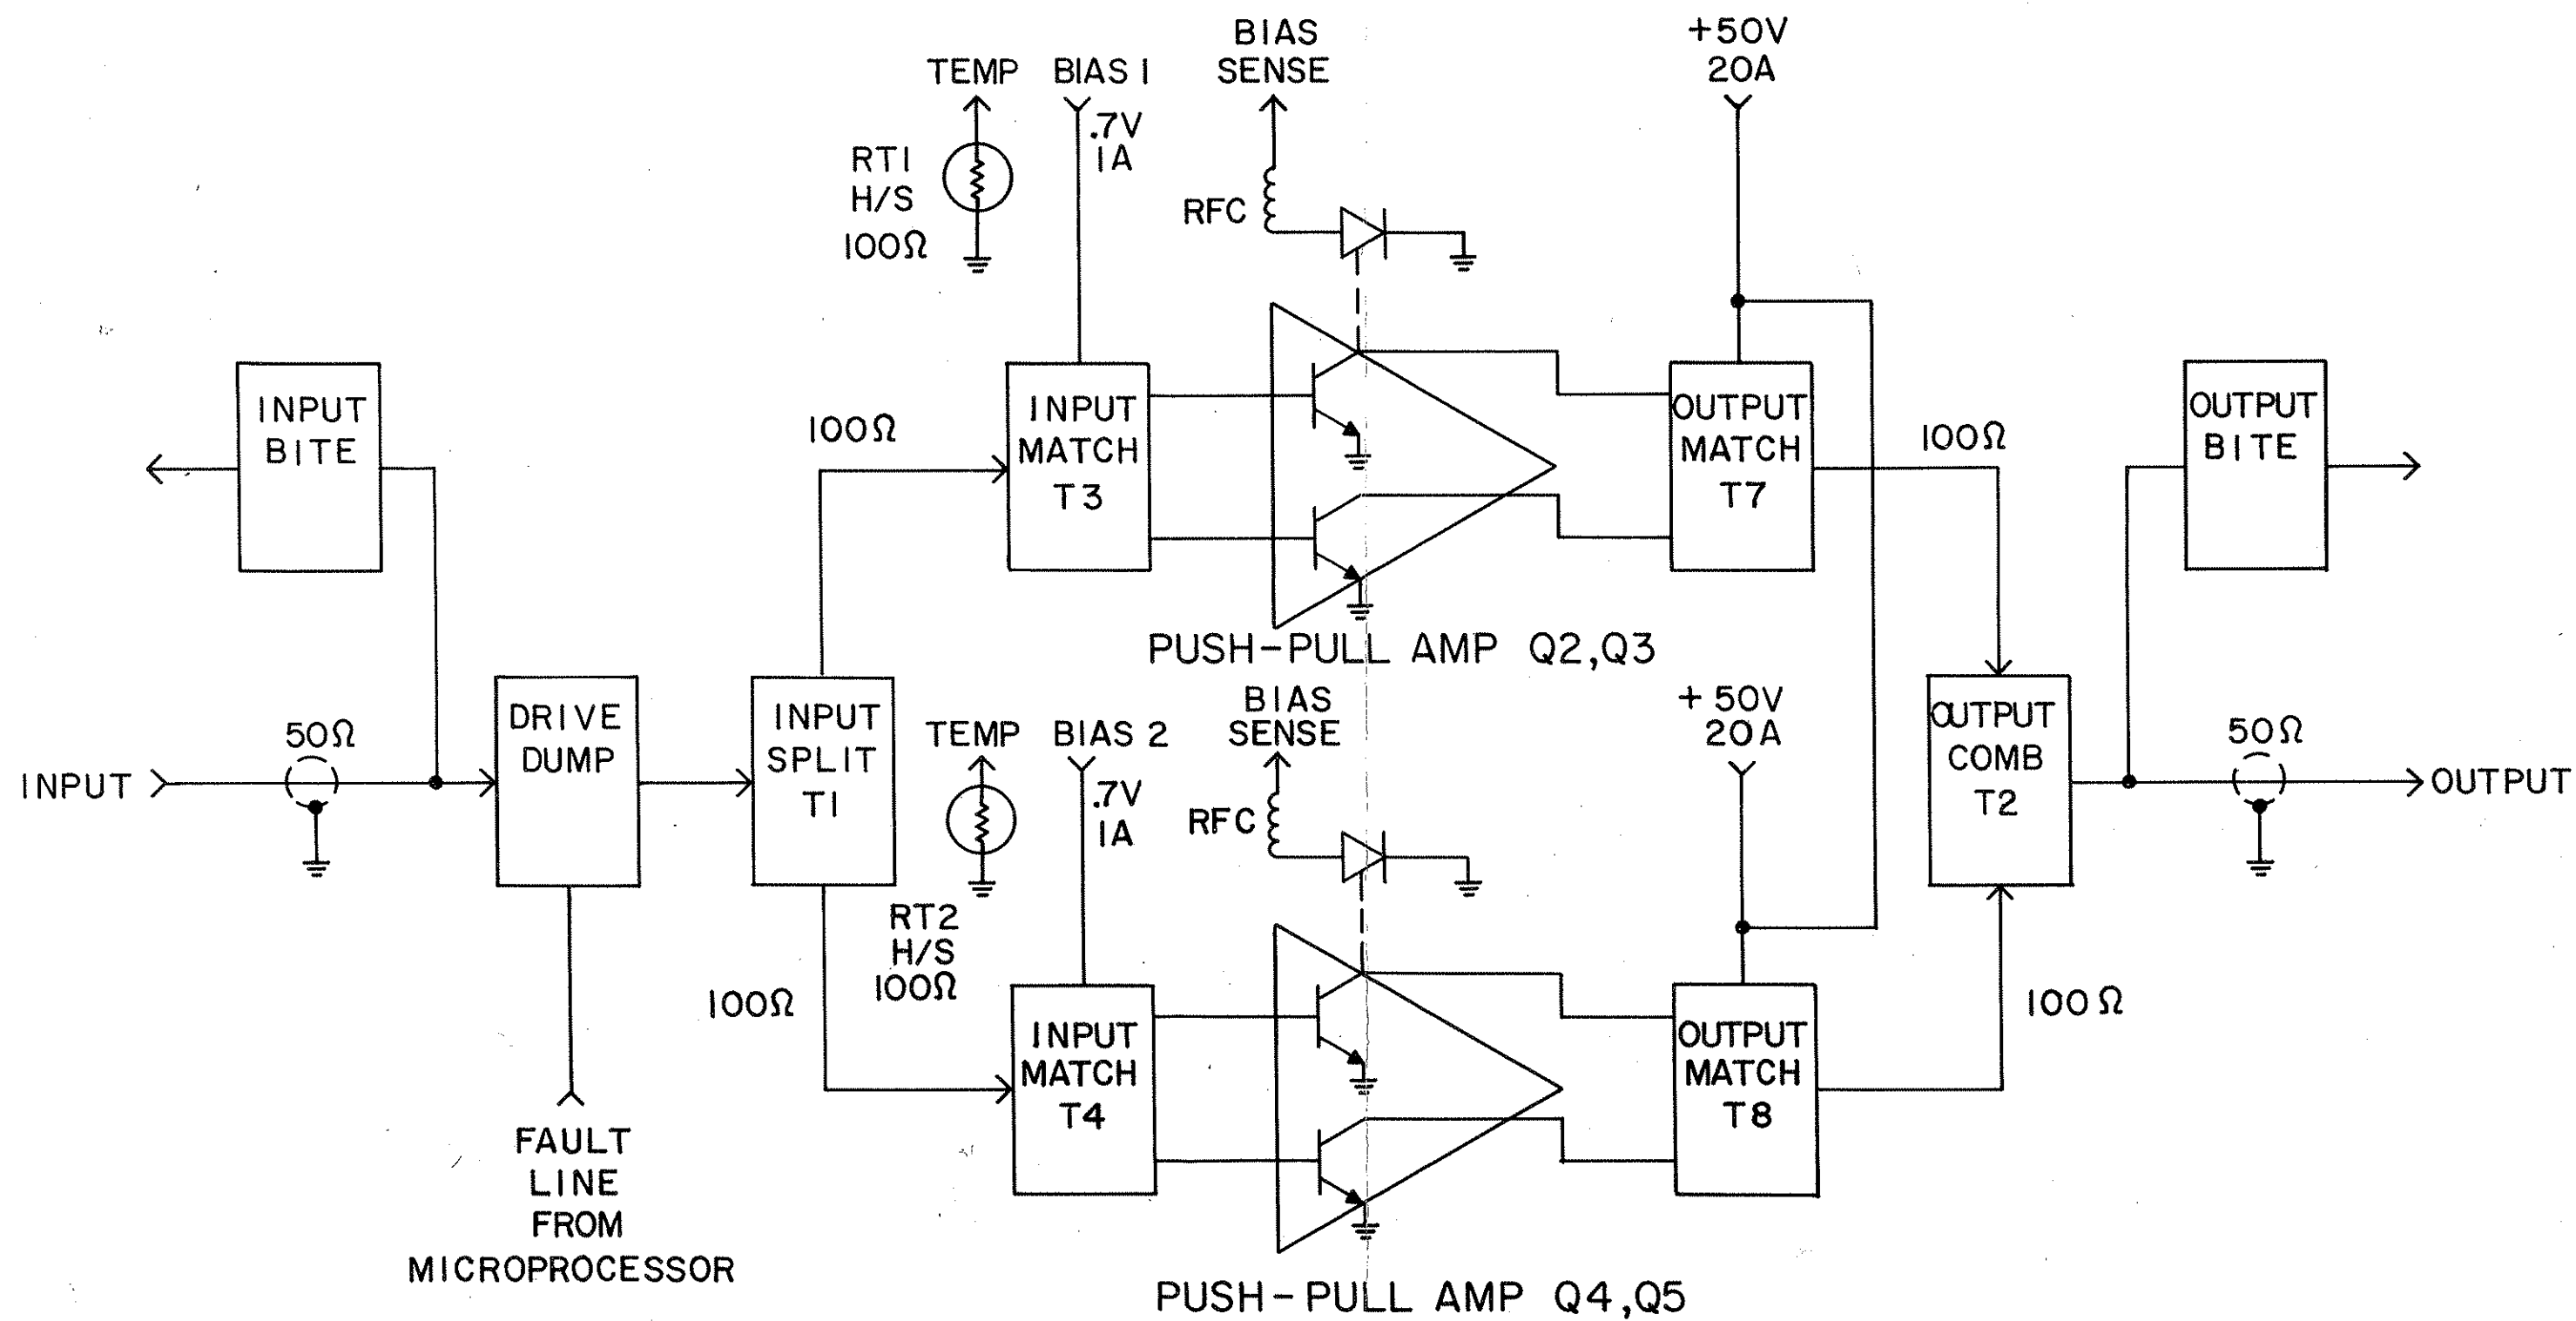 BIAS
SENSE
+50V
20A
TEMP
BIAS 1
.7V
1A
RT1
H/S
100Ω
RFC
INPUT
BITE
100Ω
INPUT
MATCH
T3
OUTPUT
MATCH
T7
100Ω
OUTPUT
BITE
PUSH-PULL AMP Q2,Q3
INPUT
50Ω
DRIVE
DUMP
INPUT
SPLIT
T1
TEMP
BIAS 2
.7V
1A
BIAS
SENSE
RFC
+50V
20A
OUTPUT
COMB
T2
50Ω
OUTPUT
RT2
H/S
100Ω
100Ω
INPUT
MATCH
T4
OUTPUT
MATCH
T8
100Ω
FAULT
LINE
FROM
MICROPROCESSOR
PUSH-PULL AMP Q4,Q5